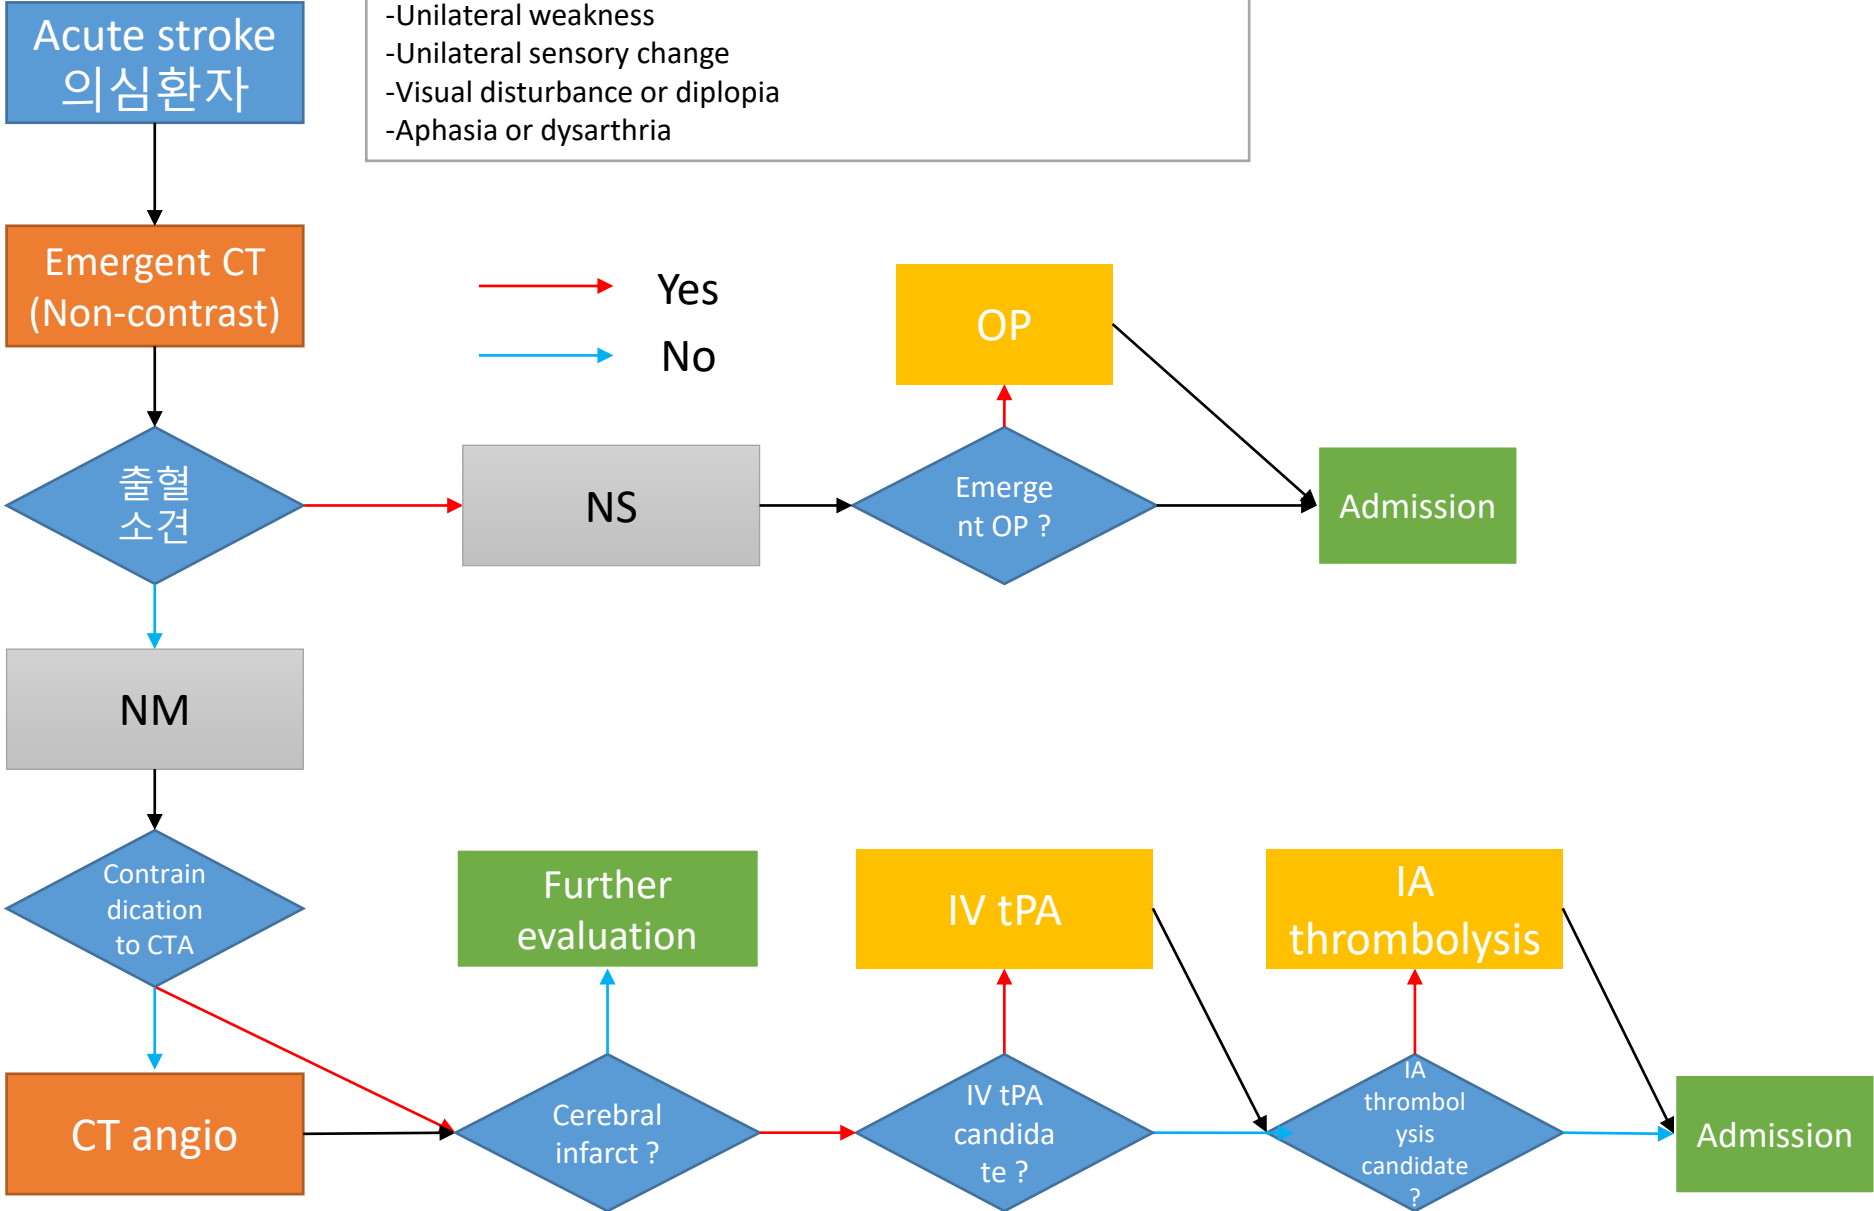 Acute stroke
의심환자
-Unilateral weakness
-Unilateral sensory change
-Visual disturbance or diplopia
-Aphasia or dysarthria
Emergent CT
(Non-contrast)
Yes
No
OP
출혈
소견
NS
Emerge
nt OP ?
Admission
NM
Contrain
dication
to CTA
Further
evaluation
IV tPA
IA
thrombolysis
CT angio
Cerebral
infarct ?
IV tPA
candida
te ?
IA
thrombol
ysis
candidate
?
Admission